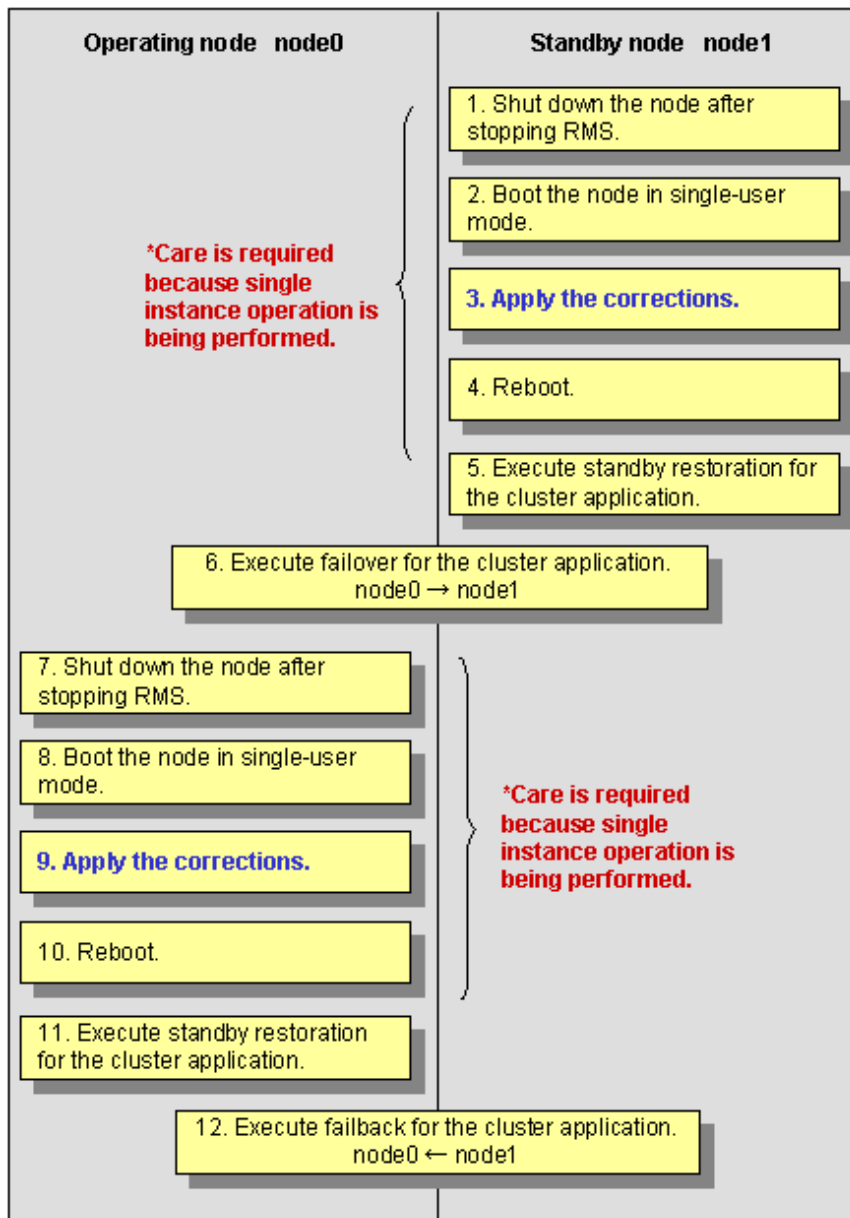 Operating node node0
Standby node node1
1. Shut down the node after
stopping RMS.
2. Boot the node in single-user
mode.
*Care is required
because single
instance operation is
being performed.
3. Apply the corrections.
4. Reboot.
5. Execute standby restoration for
the cluster application.
6. Execute failover for the cluster application.
node0 → node1
7. Shut down the node after
stopping RMS.
8. Boot the node in single-user
mode.
*Care is required
because single
instance operation is
being performed.
9. Apply the corrections.
10. Reboot.
11. Execute standby restoration
for the cluster application.
12. Execute failback for the cluster application.
node0 ← node1